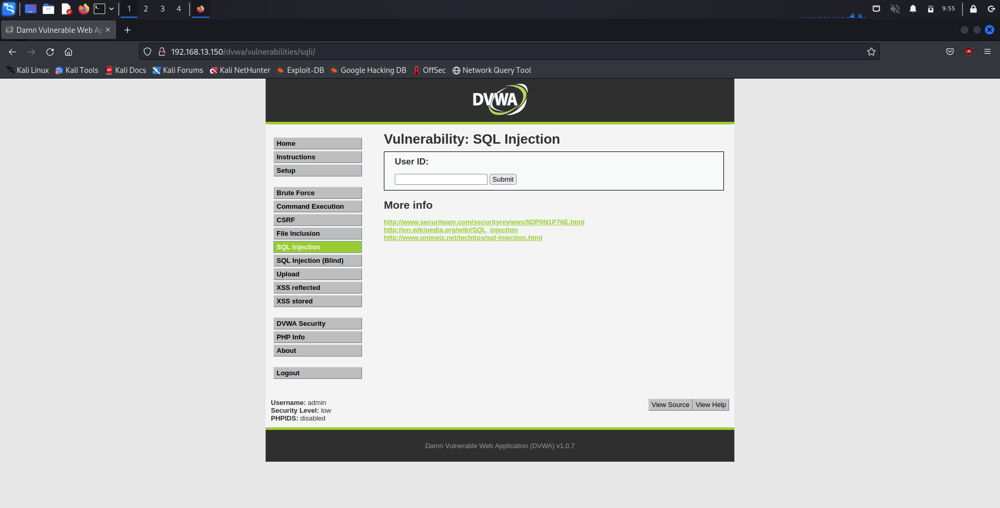 1 2 3 4 9:55
Damn Vulnerable Web Ap
192.168.13.150/dvwa/vulnerabilities/sqli/
Kali Linux Kali Tools Kali Docs Kali Forums Kali NetHunter Exploit-DB Google Hacking DB OffSec Network Query Tool
DVWA
Home
Instructions
Setup
Brute Force
Command Execution
CSRF
File Inclusion
SQL Injection
SQL Injection (Blind)
Upload
XSS reflected
XSS stored
DVWA Security
PHP Info
About
Logout
Vulnerability: SQL Injection
User ID:
Submit
More info
http://www.securiteam.com/securityreviews/5DP0N1P76E.html
http://en.wikipedia.org/wiki/SQL_injection
http://www.unixwiz.net/techtips/sql-injection.html
Username: admin
Security Level: low
PHPIDS: disabled
View Source View Help
Damn Vulnerable Web Application (DVWA) v1.0.7